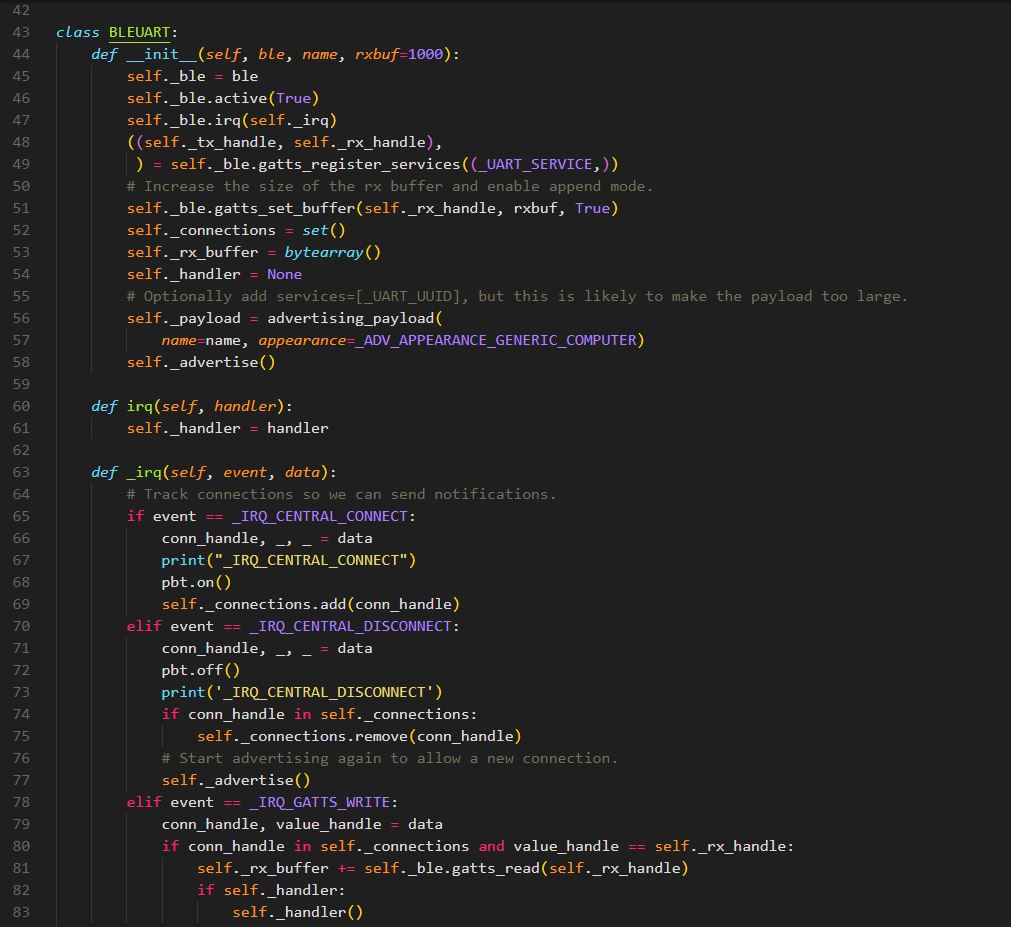 42
43 class BLEUART:
44     def __init__(self, ble, name, rxbuf=1000):
45         self._ble = ble
46         self._ble.active(True)
47         self._ble.irq(self._irq)
48         ((self._tx_handle, self._rx_handle),
49          ) = self._ble.gatts_register_services((_UART_SERVICE,))
50         # Increase the size of the rx buffer and enable append mode.
51         self._ble.gatts_set_buffer(self._rx_handle, rxbuf, True)
52         self._connections = set()
53         self._rx_buffer = bytearray()
54         self._handler = None
55         # Optionally add services=[_UART_UUID], but this is likely to make the payload too large.
56         self._payload = advertising_payload(
57             name=name, appearance=_ADV_APPEARANCE_GENERIC_COMPUTER)
58         self._advertise()
59
60     def irq(self, handler):
61         self._handler = handler
62
63     def _irq(self, event, data):
64         # Track connections so we can send notifications.
65         if event == _IRQ_CENTRAL_CONNECT:
66             conn_handle, _, _ = data
67             print("_IRQ_CENTRAL_CONNECT")
68             pbt.on()
69             self._connections.add(conn_handle)
70         elif event == _IRQ_CENTRAL_DISCONNECT:
71             conn_handle, _, _ = data
72             pbt.off()
73             print('_IRQ_CENTRAL_DISCONNECT')
74             if conn_handle in self._connections:
75                 self._connections.remove(conn_handle)
76             # Start advertising again to allow a new connection.
77             self._advertise()
78         elif event == _IRQ_GATTS_WRITE:
79             conn_handle, value_handle = data
80             if conn_handle in self._connections and value_handle == self._rx_handle:
81                 self._rx_buffer += self._ble.gatts_read(self._rx_handle)
82                 if self._handler:
83                     self._handler()